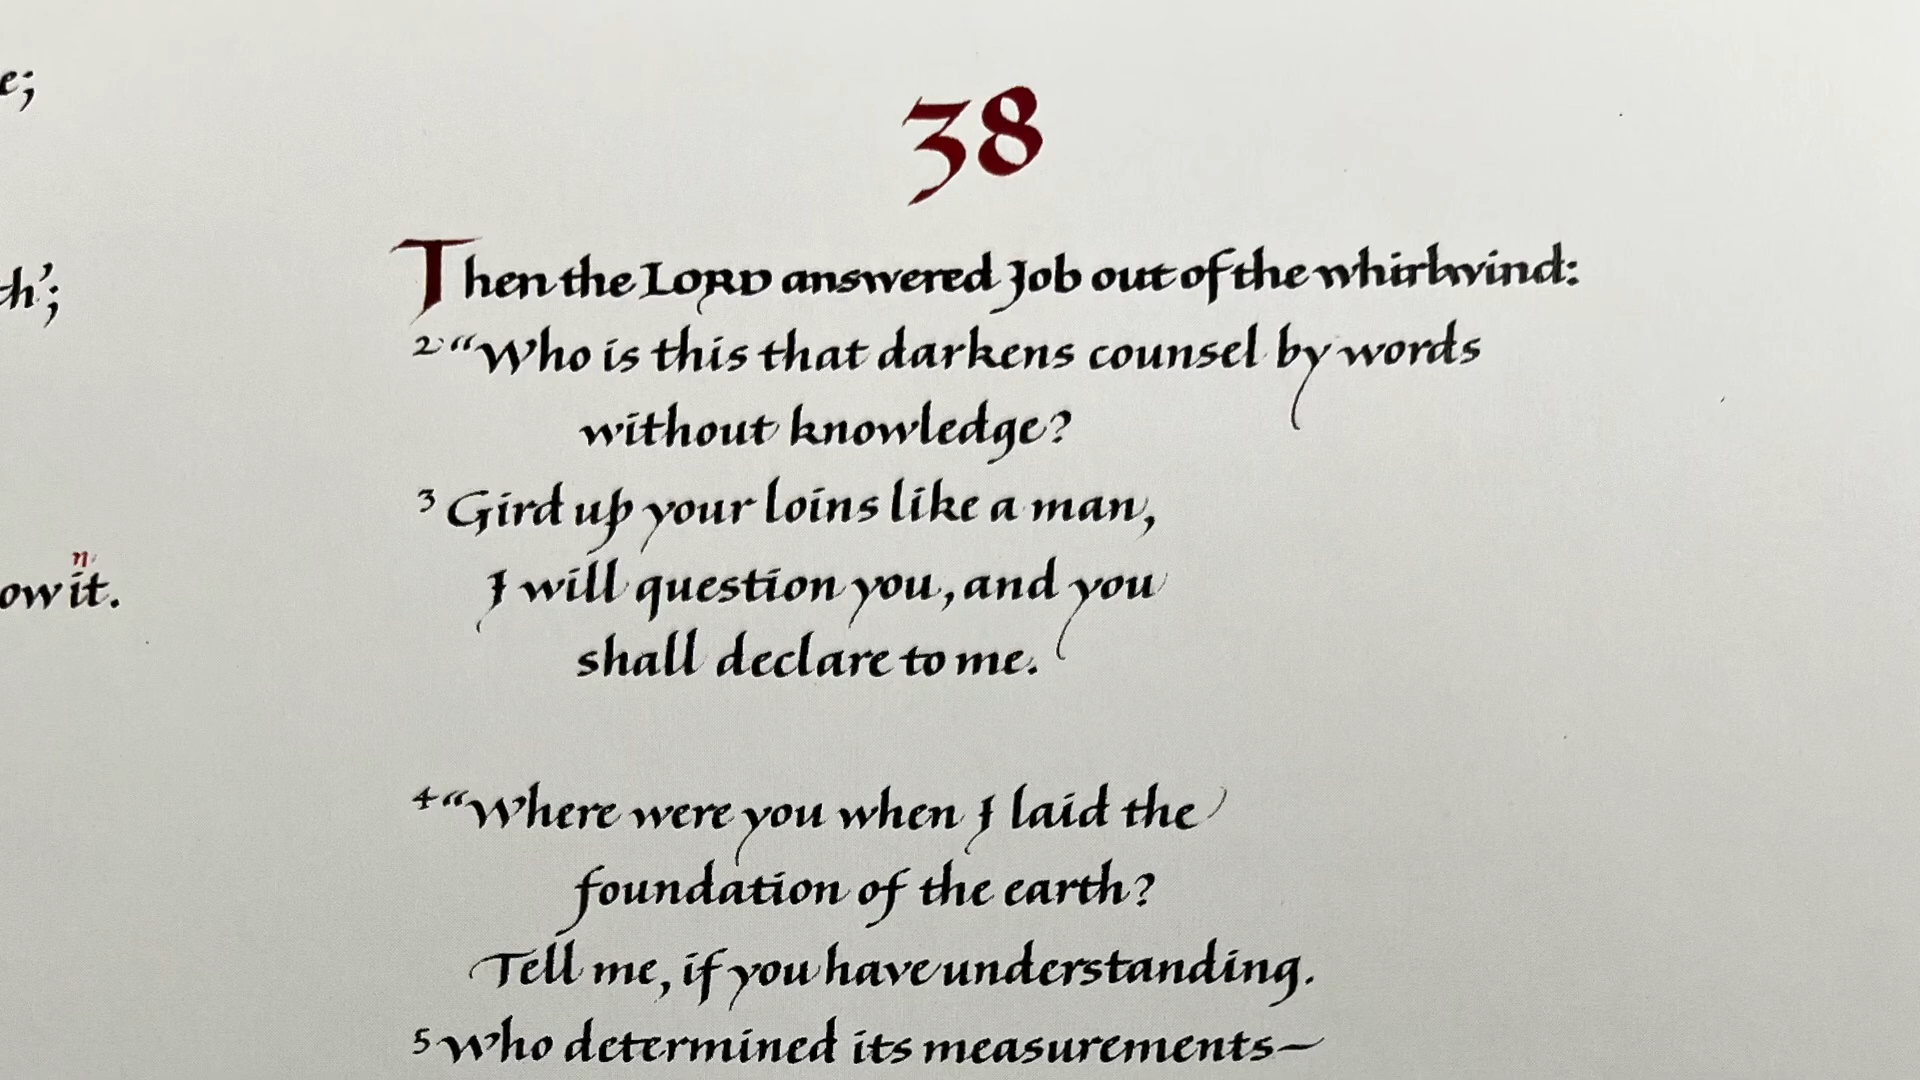 e;
th';
n
ow it.
38
Then the LORD answered Job out of the whirlwind:
2 “Who is this that darkens counsel by words
without knowledge?
3 Gird up your loins like a man,
I will question you, and you
shall declare to me.
4 “Where were you when I laid the
foundation of the earth?
Tell me, if you have understanding.
5 Who determined its measurements—